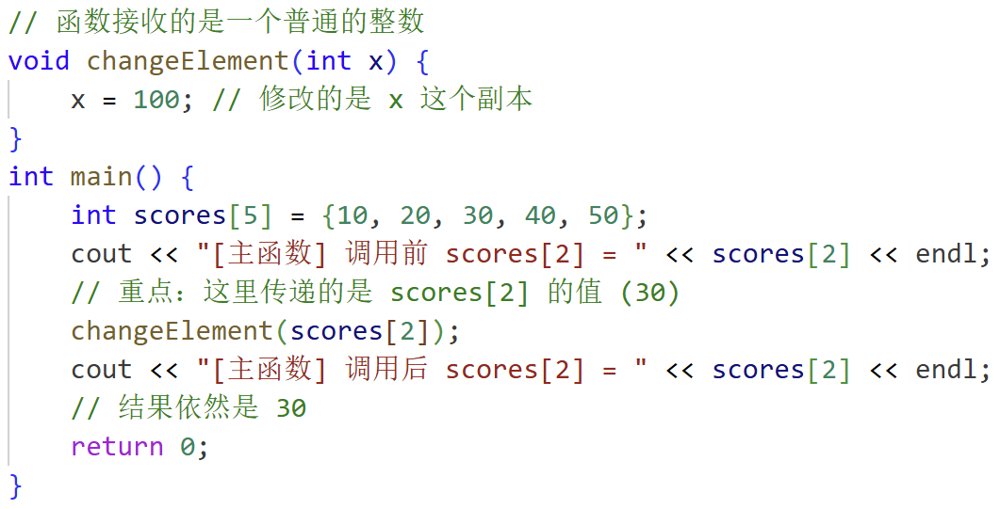 // 函数接收的是一个普通的整数
void changeElement(int x) {
    x = 100; // 修改的是 x 这个副本
}
int main() {
    int scores[5] = {10, 20, 30, 40, 50};
    cout << "[主函数] 调用前 scores[2] = " << scores[2] << endl;
    // 重点：这里传递的是 scores[2] 的值 (30)
    changeElement(scores[2]);
    cout << "[主函数] 调用后 scores[2] = " << scores[2] << endl;
    // 结果依然是 30
    return 0;
}